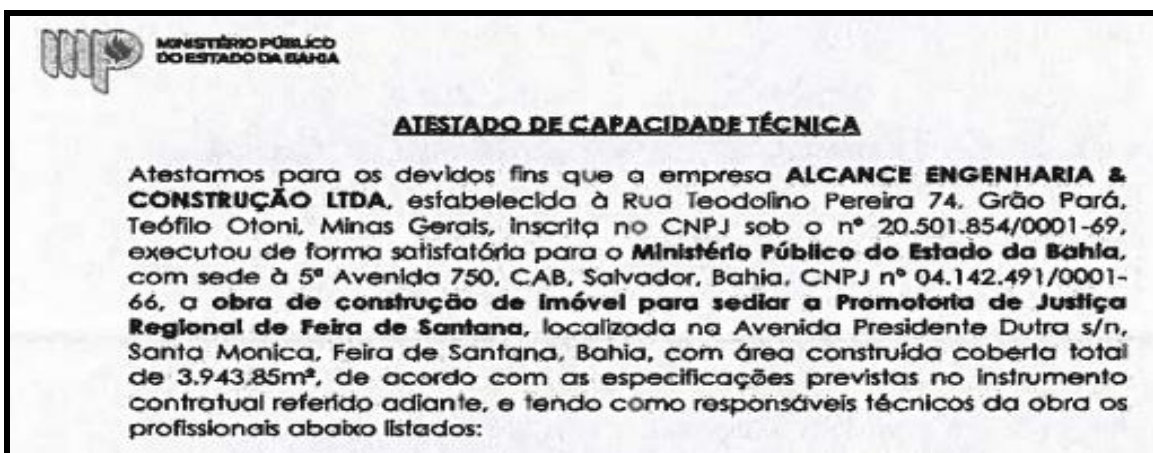 MINISTÉRIO PÚBLICO
DO ESTADO DA BAHIA
ATESTADO DE CAPACIDADE TÉCNICA
Atestamos para os devidos fins que a empresa ALCANCE ENGENHARIA &
CONSTRUÇÃO LTDA, estabelecida à Rua Teodolino Pereira 74, Grão Pará,
Teófilo Otoni, Minas Gerais, inscrita no CNPJ sob o nº 20.501.854/0001-69,
executou de forma satisfatória para o Ministério Público do Estado da Bahia,
com sede à 5ª Avenida 750, CAB, Salvador, Bahia, CNPJ nº 04.142.491/0001-
66, a obra de construção de imóvel para sediar a Promotoria de Justiça
Regional de Feira de Santana, localizada na Avenida Presidente Dutra s/n,
Santa Monica, Feira de Santana, Bahia, com área construída coberta total
de 3.943,85m², de acordo com as especificações previstas no instrumento
contratual referido adiante, e tendo como responsáveis técnicos da obra os
profissionais abaixo listados: